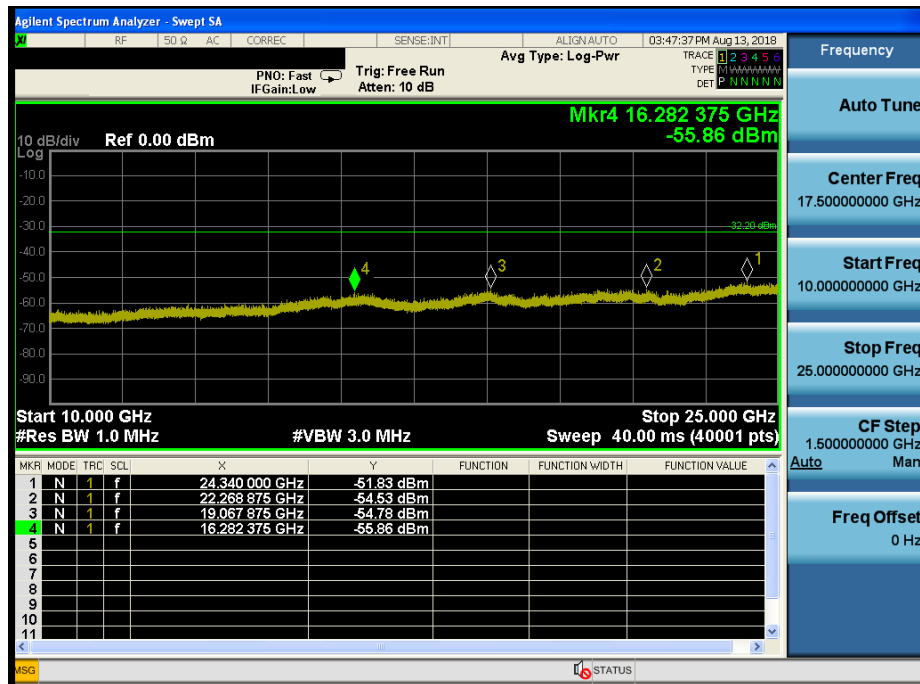 Agilent Spectrum Analyzer - Swept SA
XI RF 50 Ω AC CORREC SENSE:INT ALIGN AUTO 03:47:37 PM Aug 13, 2018
Frequency
Avg Type: Log-Pwr TRACE 1 2 3 4 5 6
PNO: Fast Trig: Free Run TYPE M WWWWW
IFGain:Low Atten: 10 dB DET P N N N N N
Auto Tune
Mkr4 16.282 375 GHz
-55.86 dBm
10 dB/div Ref 0.00 dBm
Log
-10.0
-20.0
-30.0
-32.20 dBm
-40.0
-50.0
-60.0
-70.0
-80.0
-90.0
4 3 2 1
Center Freq
17.500000000 GHz
Start Freq
10.000000000 GHz
Stop Freq
25.000000000 GHz
Start 10.000 GHz Stop 25.000 GHz
#Res BW 1.0 MHz #VBW 3.0 MHz Sweep 40.00 ms (40001 pts)
CF Step
1.500000000 GHz
Auto Man
MKR MODE TRC SCL X Y FUNCTION FUNCTION WIDTH FUNCTION VALUE
1 N 1 f 24.340 000 GHz -51.83 dBm
2 N 1 f 22.268 875 GHz -54.53 dBm
3 N 1 f 19.067 875 GHz -54.78 dBm
4 N 1 f 16.282 375 GHz -55.86 dBm
5
6
7
8
9
10
11
Freq Offset
0 Hz
MSG STATUS